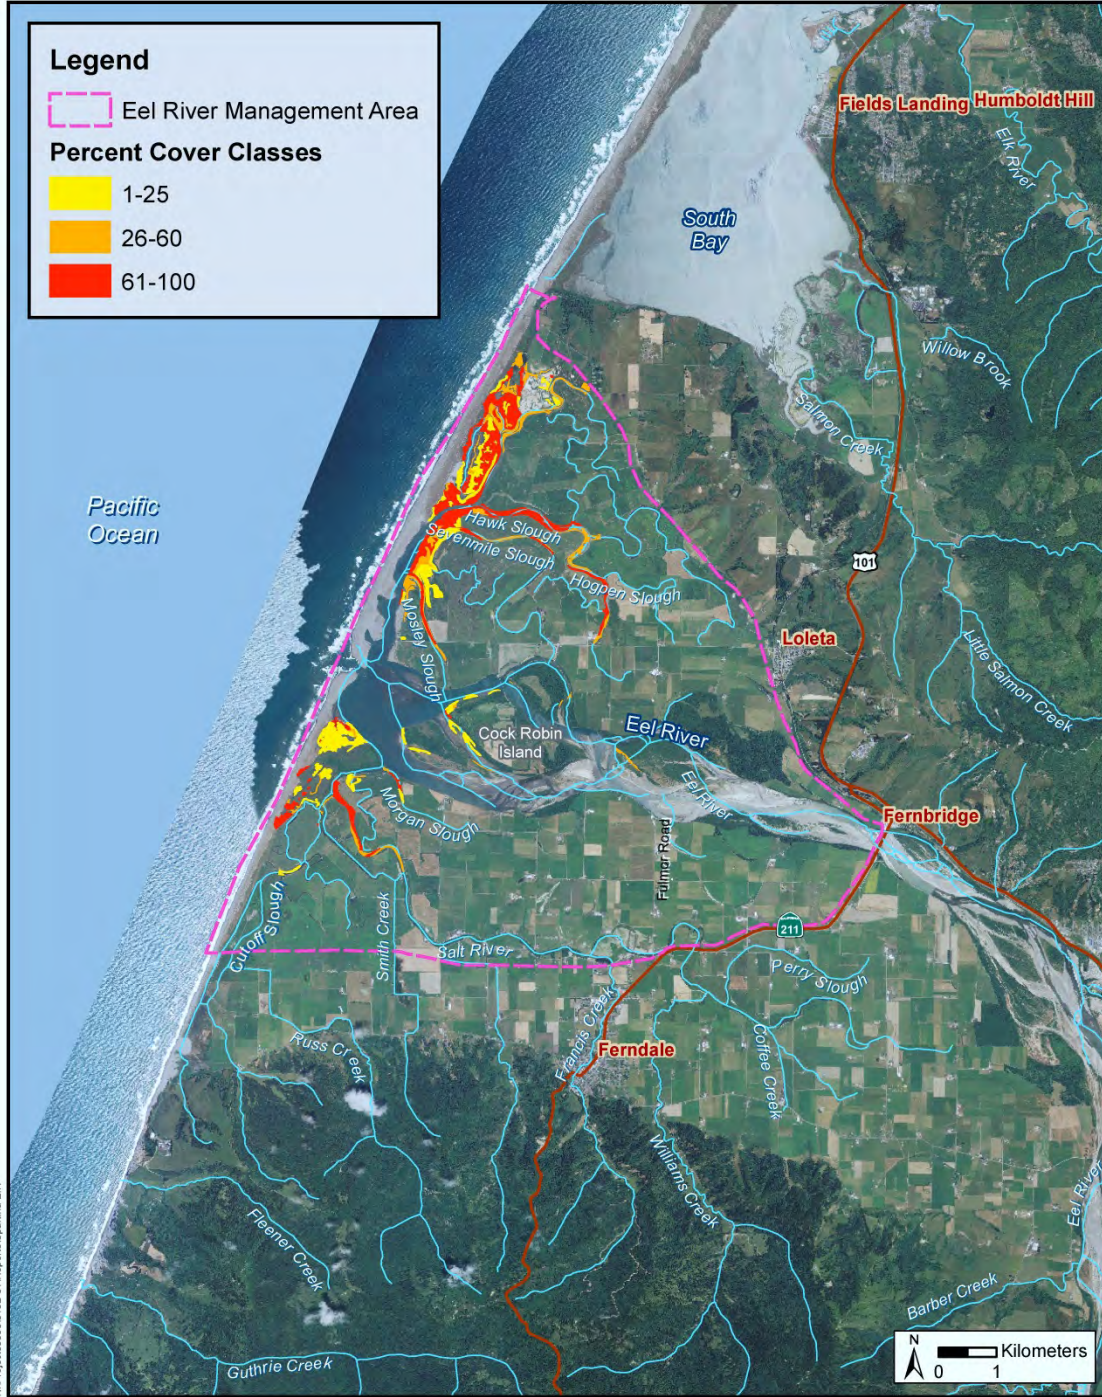 Legend
Eel River Management Area
Percent Cover Classes
1-25
26-60
61-100
Fields Landing
Humboldt Hill
Elk River
South
Bay
Willow Brook
Salmon Creek
Pacific
Ocean
Hawk Slough
Sevenmile Slough
Hogpen Slough
101
Mosley Slough
Loleta
Little Salmon Creek
Cock Robin
Island
Eel River
Eel River
Morgan Slough
Fernbridge
Fulmar Road
Cutoff Slough
Smith Creek
Salt River
211
Perry Slough
Francis Creek
Ferndale
Coffee Creek
Russ Creek
Williams Creek
Fleener Creek
Eel River
Barber Creek
Guthrie Creek
N
Kilometers
0 1